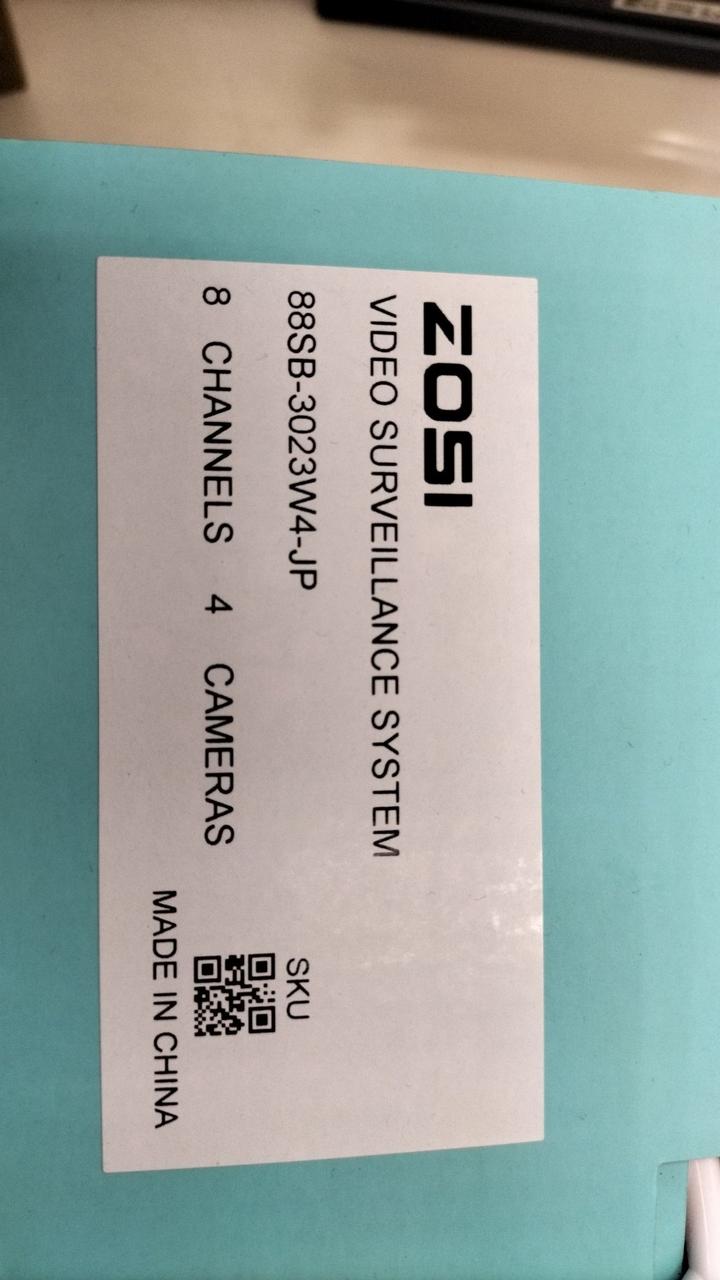 ZOSI
VIDEO SURVEILLANCE SYSTEM
88SB-3023W4-JP
SKU
8 CHANNELS 4 CAMERAS
MADE IN CHINA